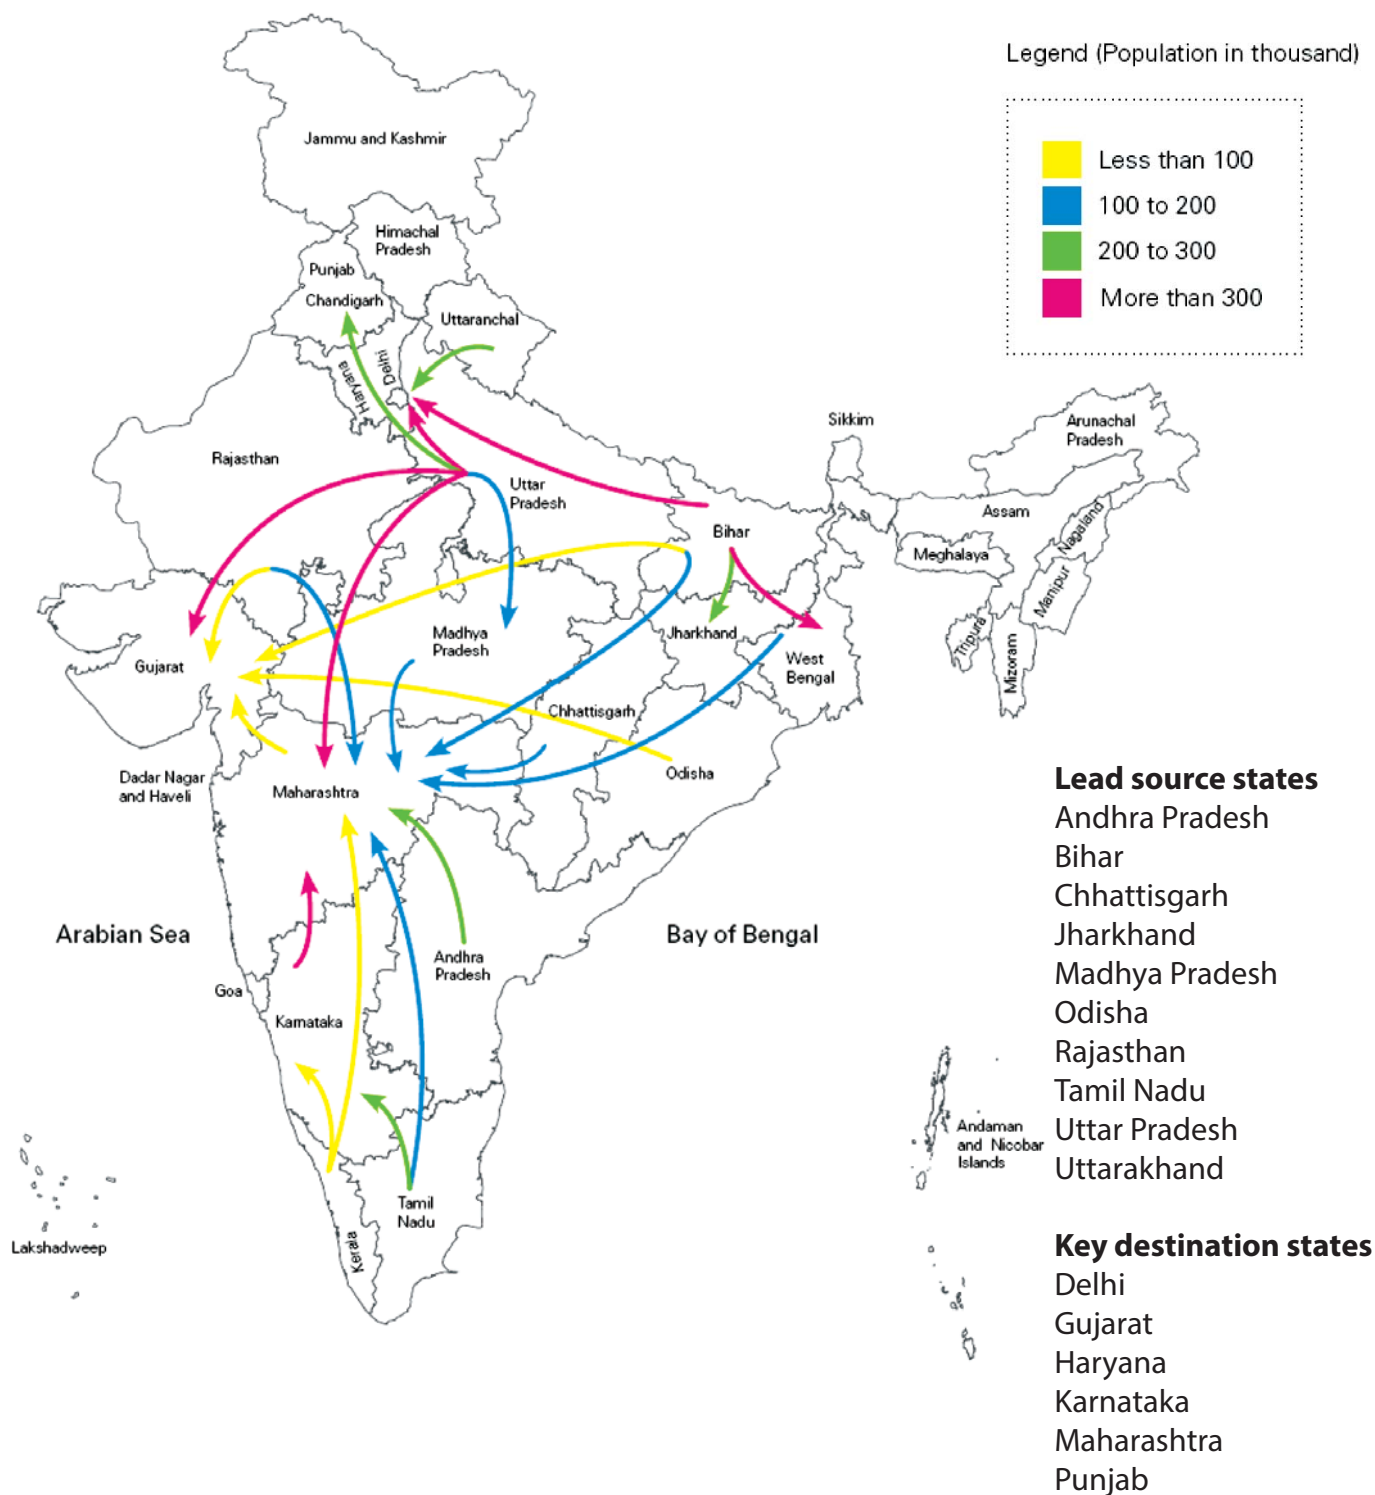 Legend (Population in thousand)
Less than 100
100 to 200
200 to 300
More than 300
Jammu and Kashmir
Himachal
Pradesh
Punjab
Chandigarh
Uttaranchal
Delhi
Haryana
Rajasthan
Uttar
Pradesh
Sikkim
Arunachal
Pradesh
Assam
Nagaland
Meghalaya
Manipur
Tripura
Mizoram
Bihar
Jharkhand
West
Bengal
Madhya
Pradesh
Gujarat
Chhattisgarh
Odisha
Dadar Nagar
and Haveli
Maharashtra
Arabian Sea
Bay of Bengal
Andhra
Pradesh
Goa
Karnataka
Tamil
Nadu
Kerala
Lakshadweep
Andaman
and Nicobar
Islands
Lead source states
Andhra Pradesh
Bihar
Chhattisgarh
Jharkhand
Madhya Pradesh
Odisha
Rajasthan
Tamil Nadu
Uttar Pradesh
Uttarakhand
Key destination states
Delhi
Gujarat
Haryana
Karnataka
Maharashtra
Punjab